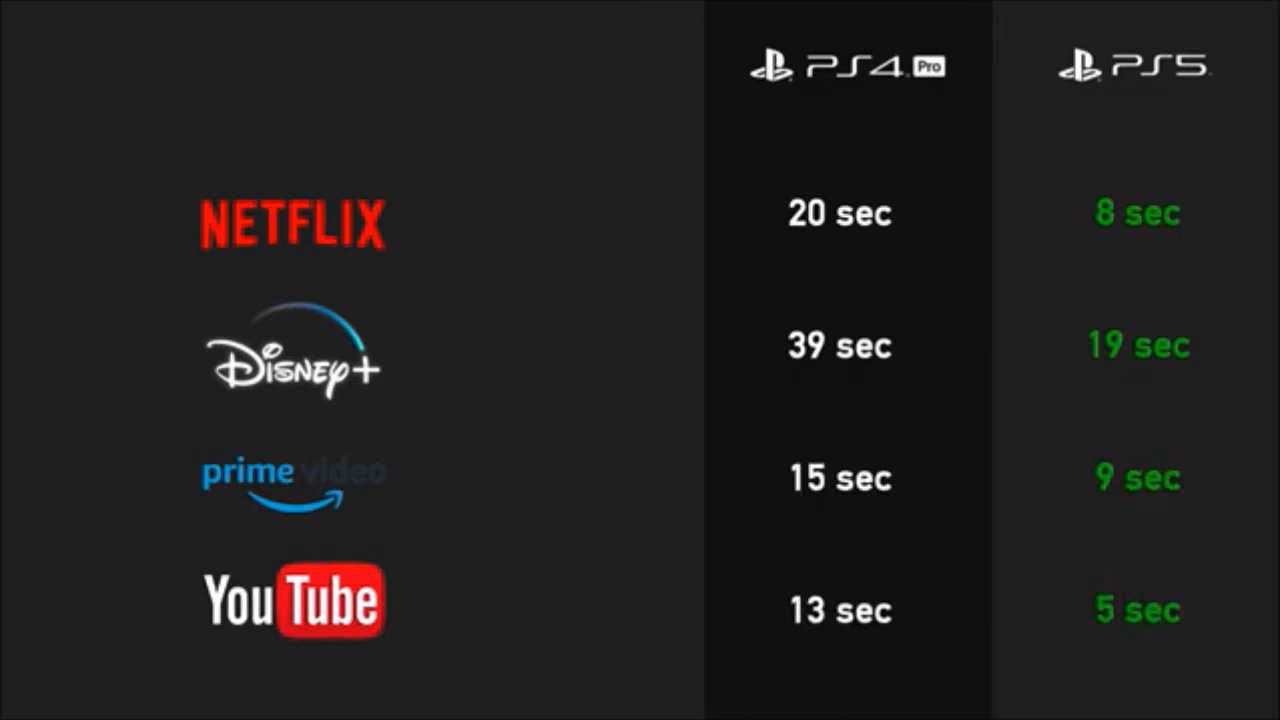 PS4 Pro PS5
NETFLIX 20 sec 8 sec
Disney+ 39 sec 19 sec
prime video 15 sec 9 sec
YouTube 13 sec 5 sec